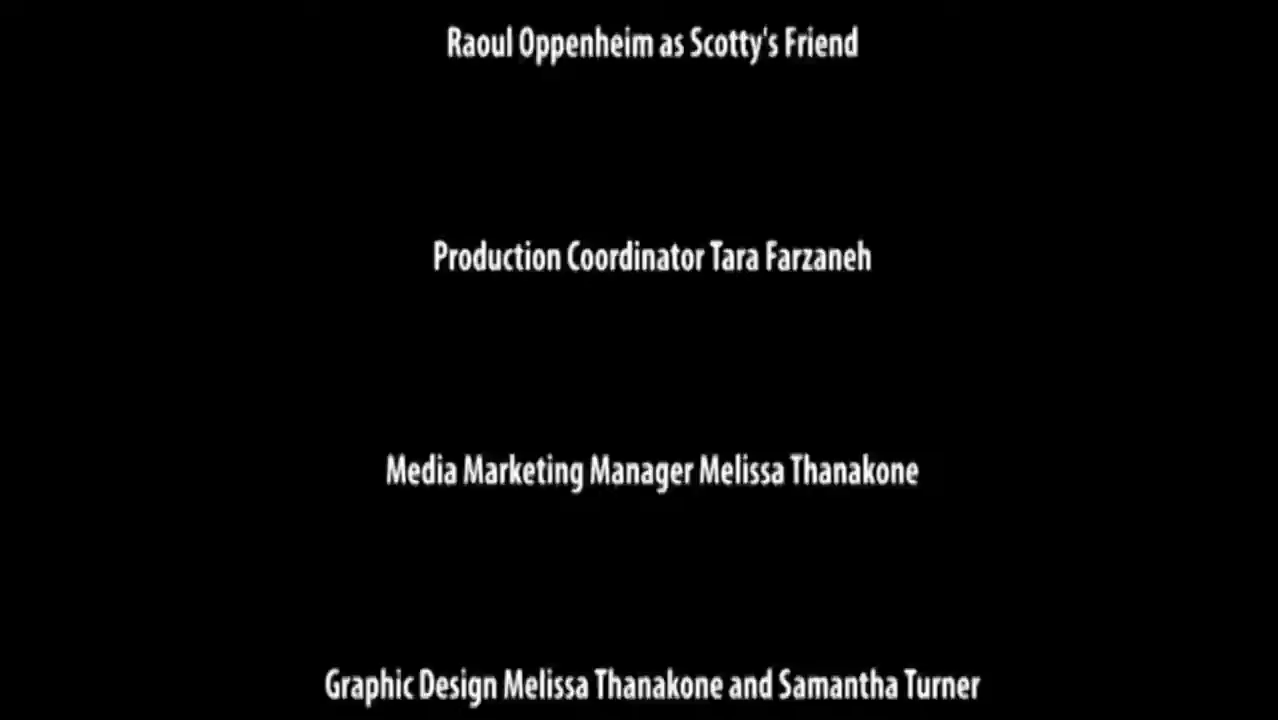 Raoul Oppenheim as Scotty's Friend
Production Coordinator Tara Farzaneh
Media Marketing Manager Melissa Thanakone
Graphic Design Melissa Thanakone and Samantha Turner